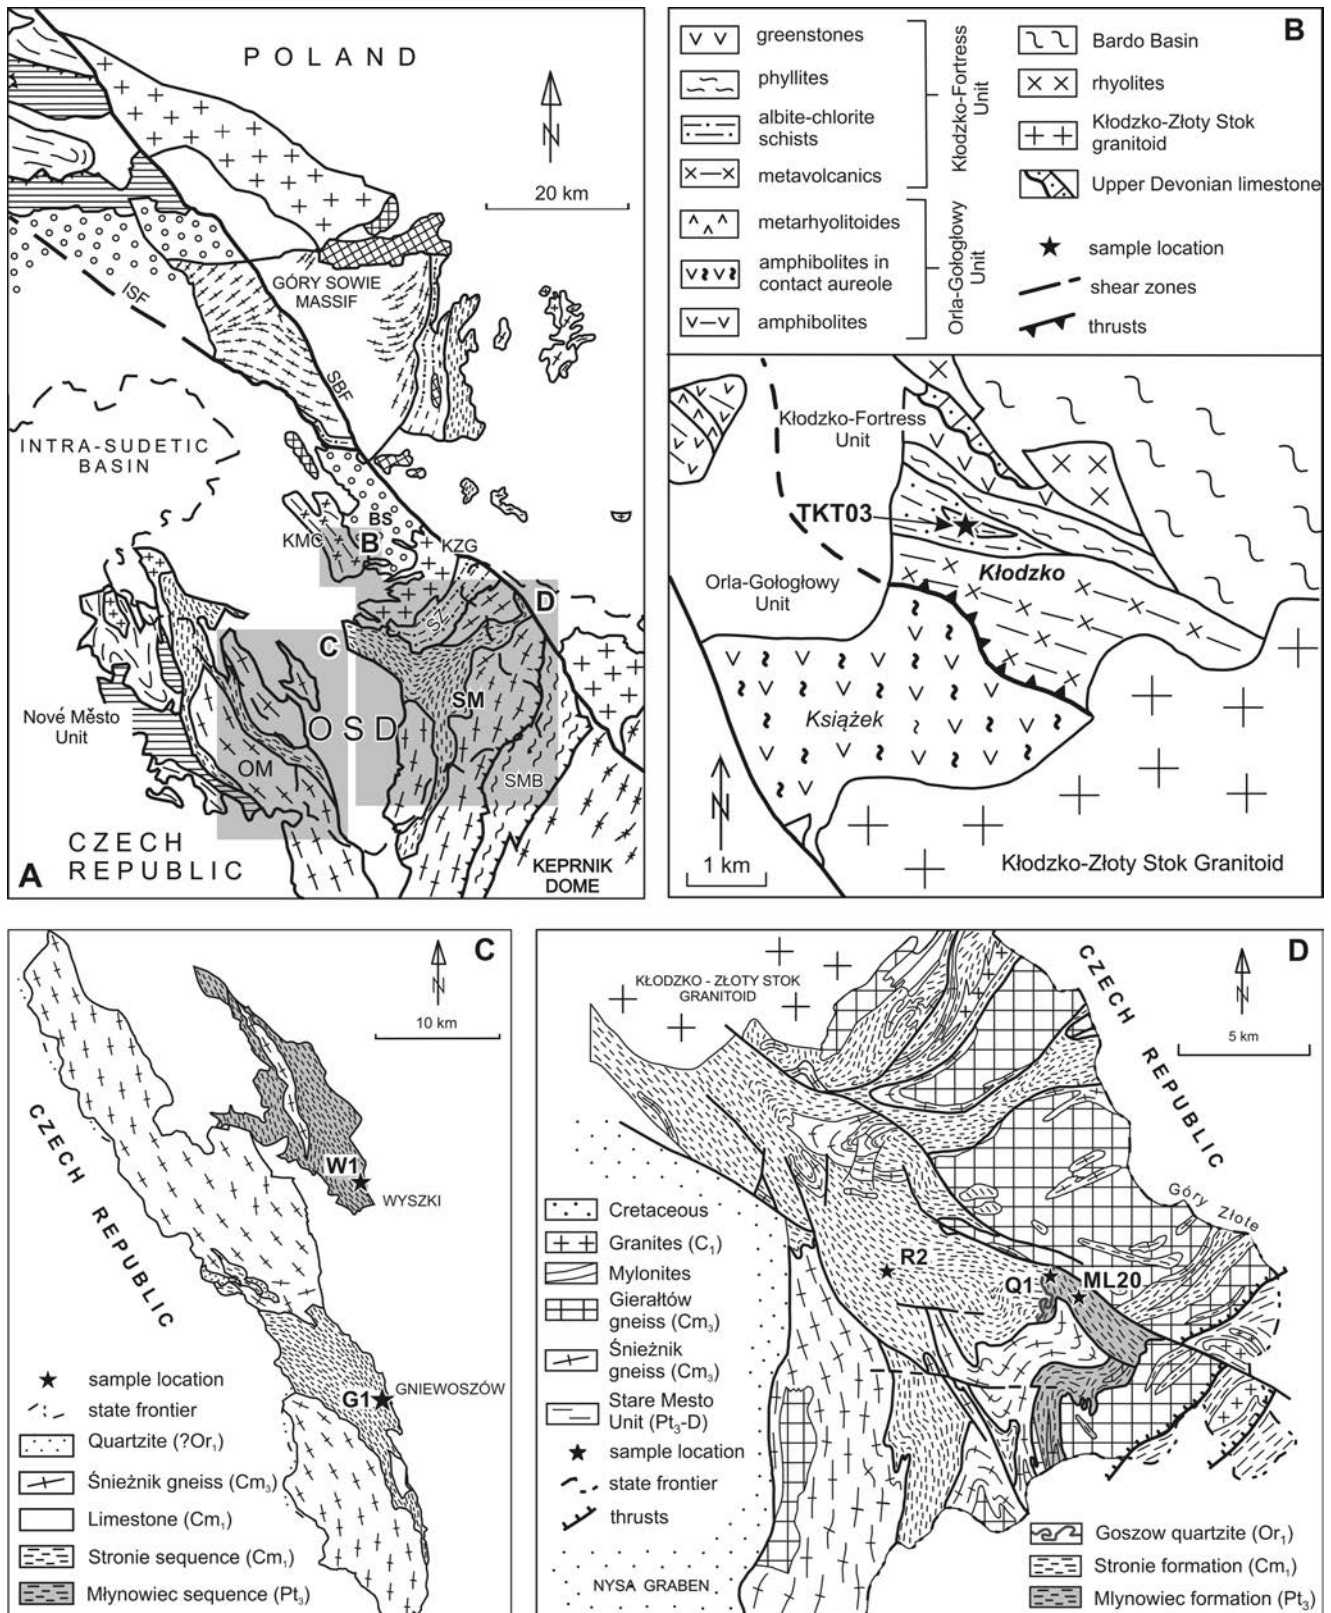 POLAND
N
20 km
ISF
GÓRY SOWIE
MASSIF
SBF
INTRA-SUDETIC
BASIN
BS
KMC
B
KZG
D
SZ
C
SM
Nové Město
Unit
OSD
OM
SMB
CZECH
REPUBLIC
KEPRNIK
DOME
A
B
greenstones
phyllites
albite-chlorite
schists
metavolcanics
Kłodzko-Fortress
Unit
metarhyolitoides
amphibolites in
contact aureole
amphibolites
Orla-Gołogłowy
Unit
Bardo Basin
rhyolites
Kłodzko-Złoty Stok
granitoid
Upper Devonian limestone
sample location
shear zones
thrusts
Kłodzko-Fortress
Unit
TKT03
Kłodzko
Orla-Gołogłowy
Unit
Książek
N
1 km
Kłodzko-Złoty Stok Granitoid
C
N
10 km
CZECH REPUBLIC
W1
WYSZKI
G1
GNIEWOSZÓW
sample location
state frontier
Quartzite (?Or₁)
Śnieżnik gneiss (Cm₃)
Limestone (Cm₁)
Stronie sequence (Cm₁)
Młynowiec sequence (Pt₃)
D
KŁODZKO - ZŁOTY STOK
GRANITOID
CZECH REPUBLIC
N
5 km
Góry Złote
R2
Q1
ML20
Cretaceous
Granites (C₁)
Mylonites
Gierałtów
gneiss (Cm₃)
Śnieżnik
gneiss (Cm₃)
Stare Mesto
Unit (Pt₃-D)
sample location
state frontier
thrusts
NYSA GRABEN
Goszow quartzite (Or₁)
Stronie formation (Cm₁)
Młynowiec formation (Pt₃)